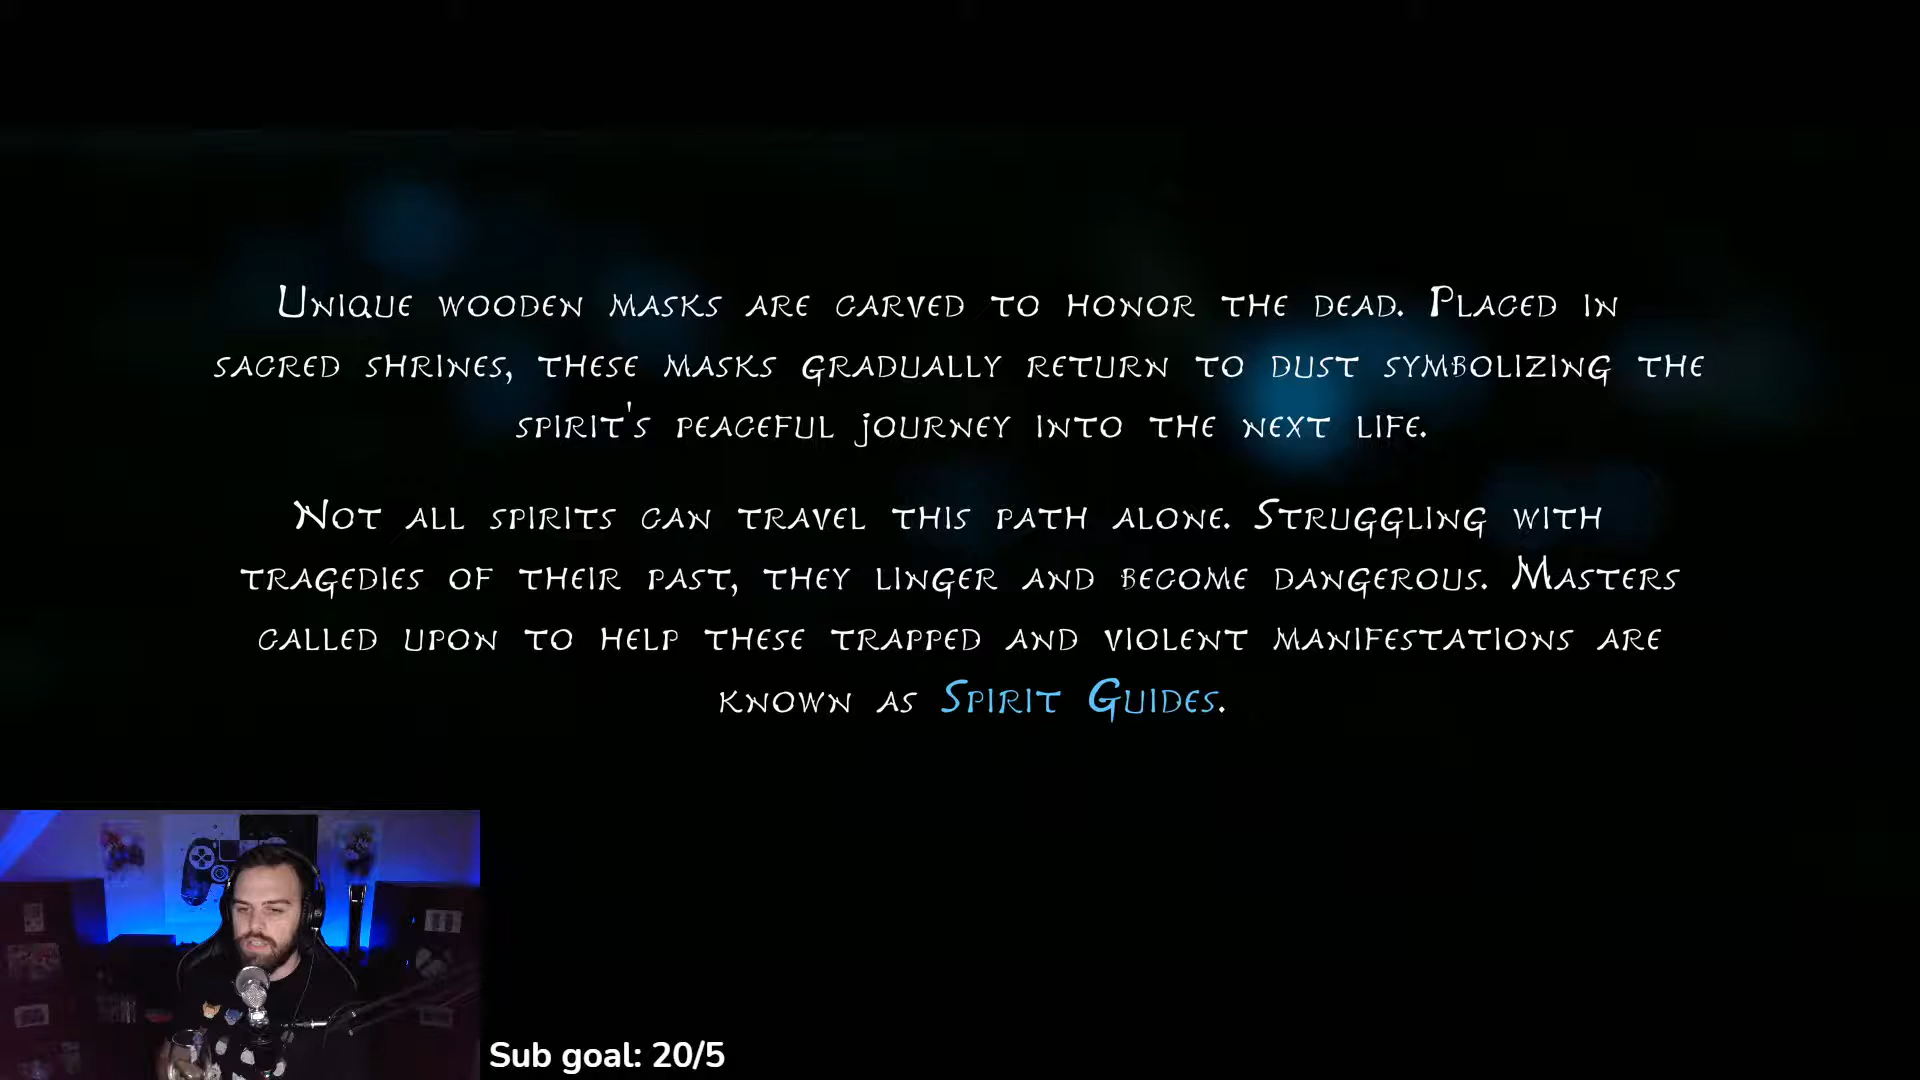 Unique wooden masks are carved to honor the dead. Placed in
sacred shrines, these masks gradually return to dust symbolizing the
spirit's peaceful journey into the next life.
Not all spirits can travel this path alone. Struggling with
tragedies of their past, they linger and become dangerous. Masters
called upon to help these trapped and violent manifestations are
known as Spirit Guides.
Sub goal: 20/5